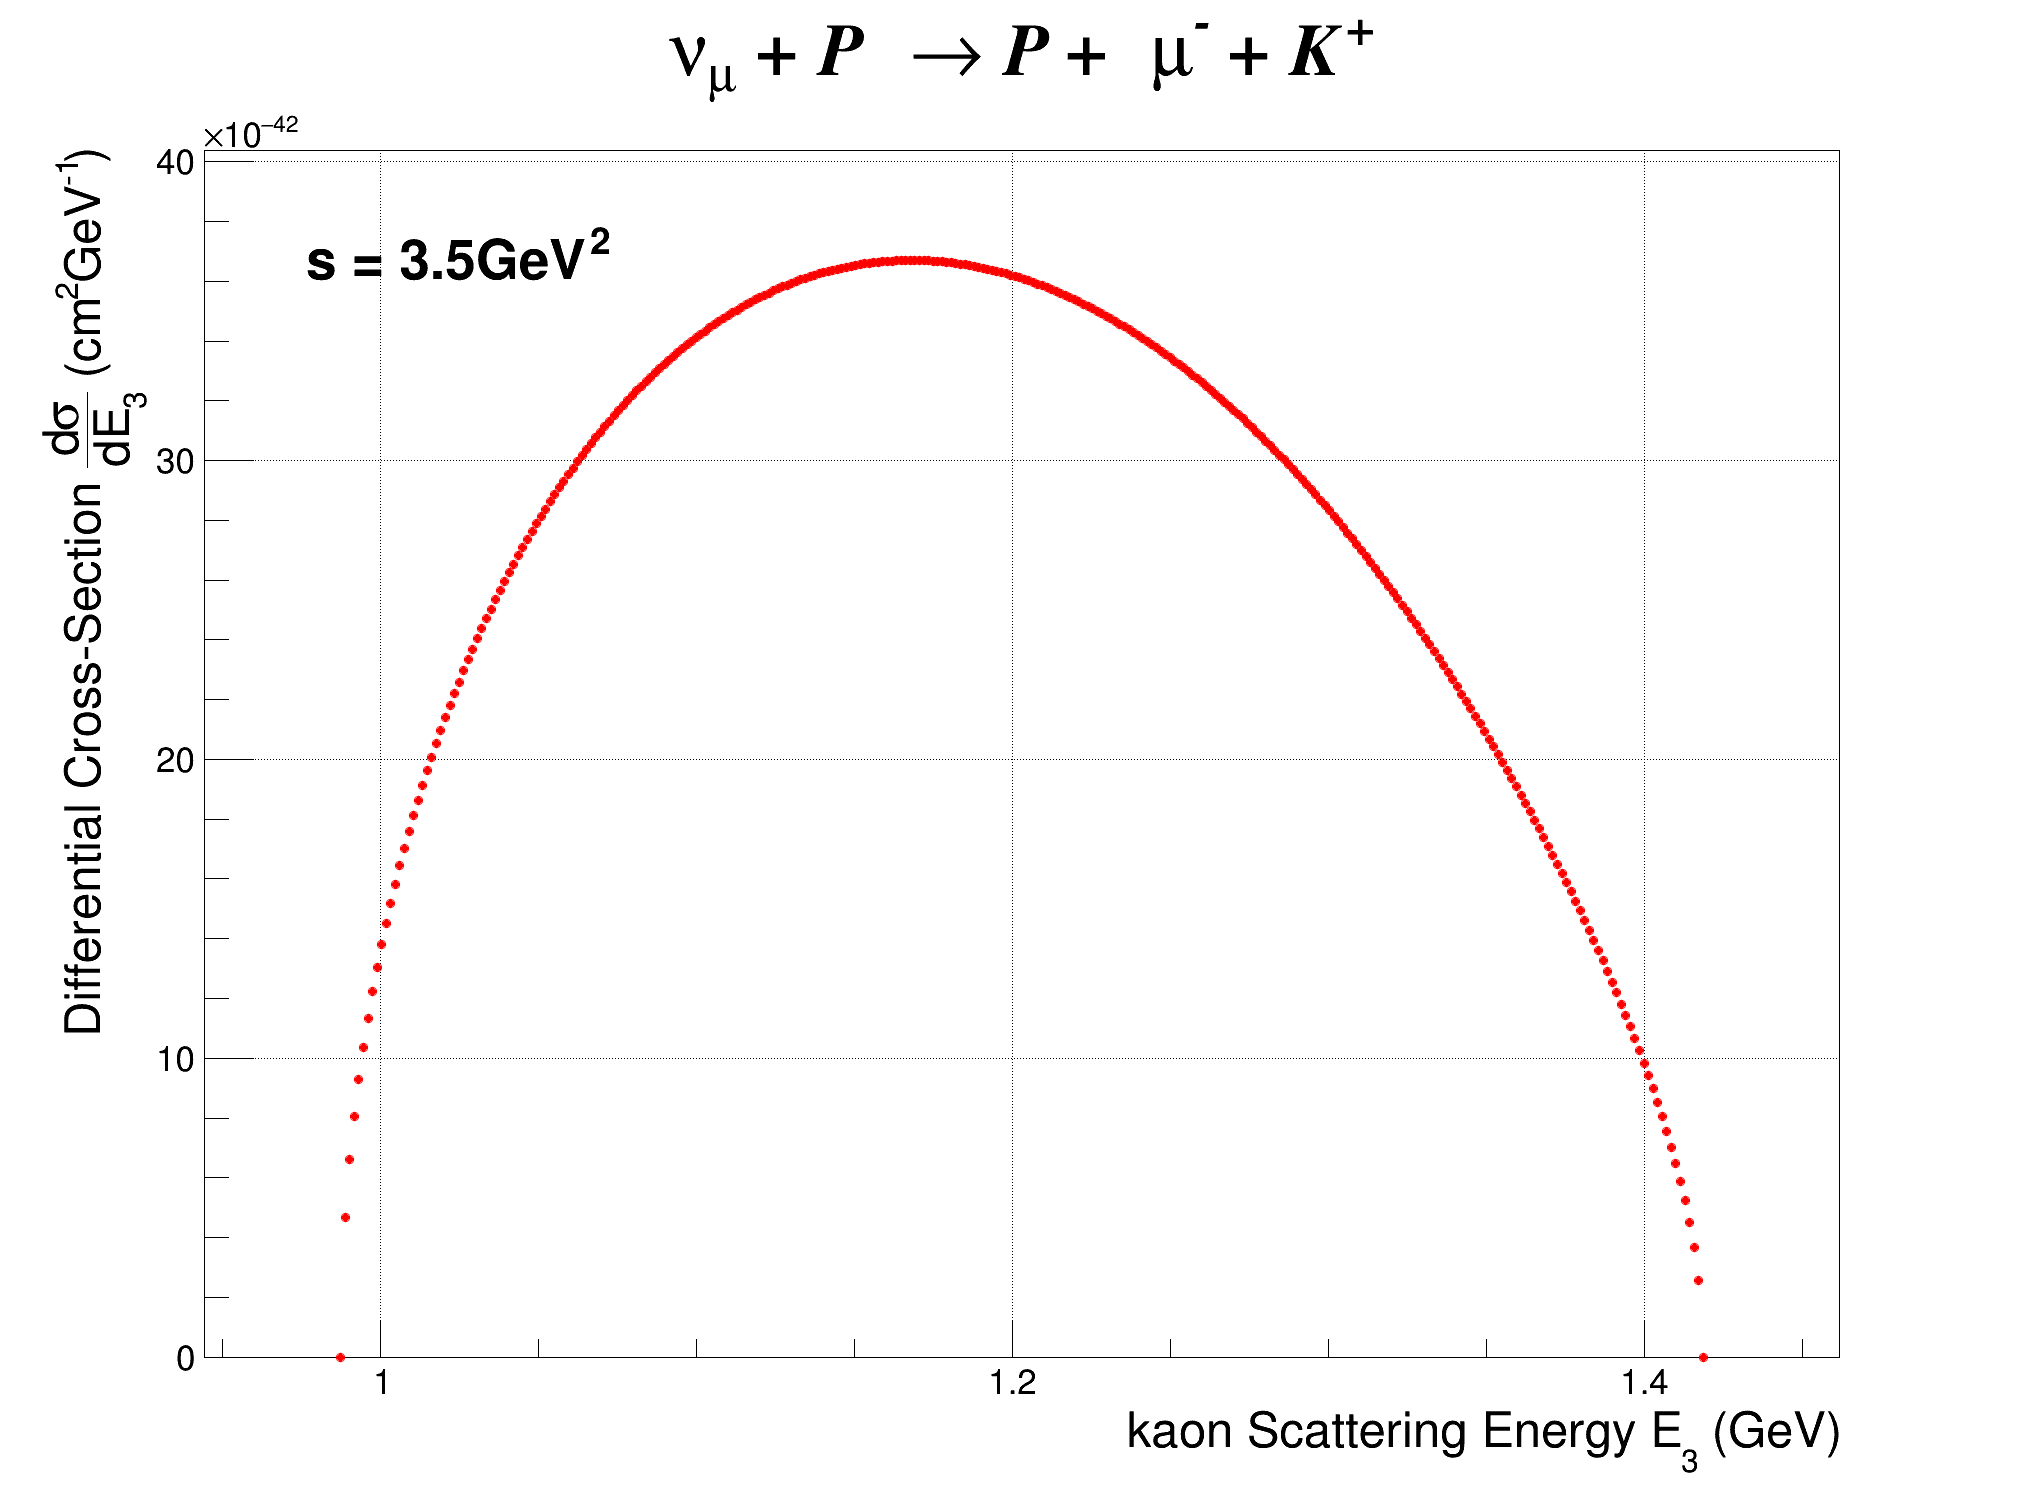 ν_μ + P → P + μ⁻ + K⁺
×10⁻⁴²
s = 3.5GeV²
Differential Cross-Section dσ/dE₃ (cm²GeV⁻¹)
40
30
20
10
0
1 1.2 1.4
kaon Scattering Energy E₃ (GeV)